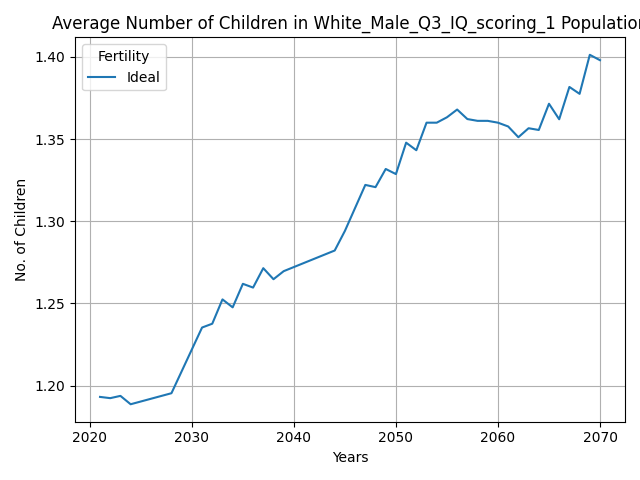 Average Number of Children in White_Male_Q3_IQ_scoring_1 Population
Fertility
Ideal
No. of Children
1.40
1.35
1.30
1.25
1.20
2020 2030 2040 2050 2060 2070
Years